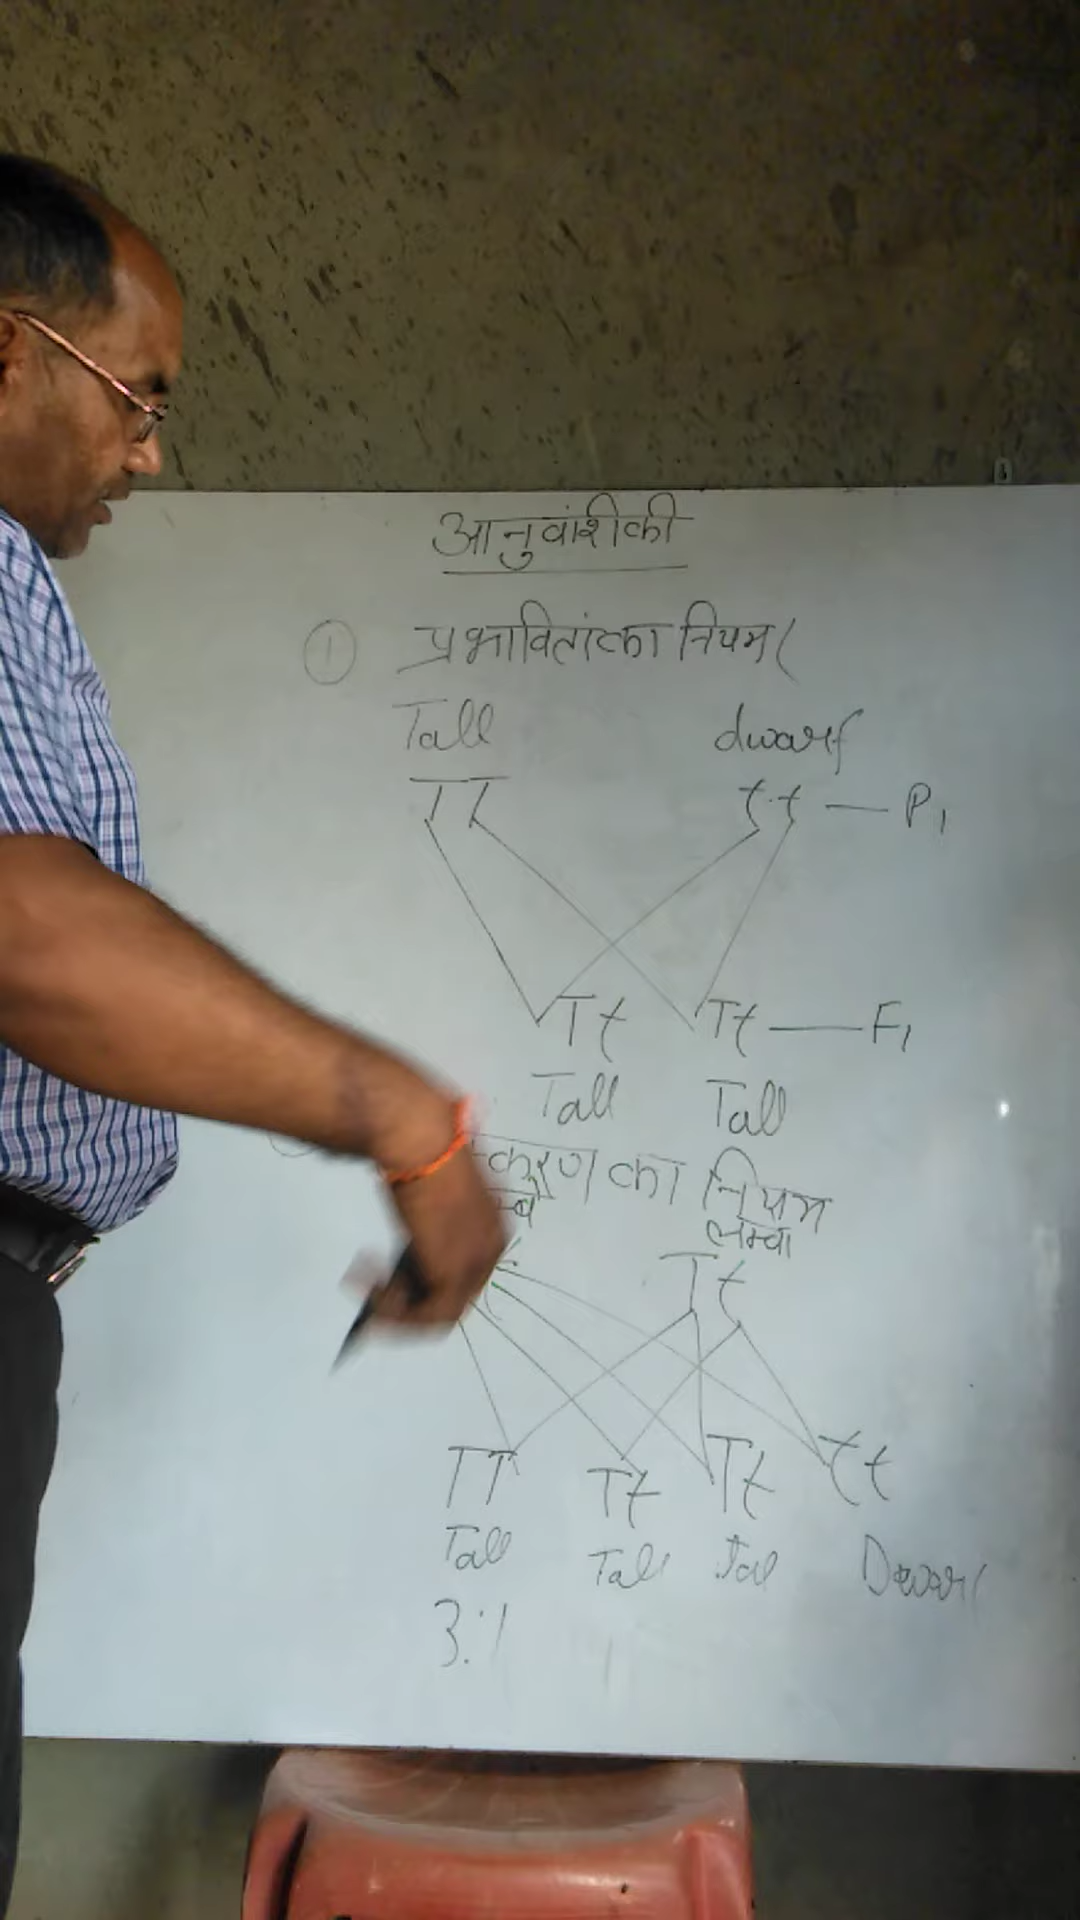 आनुवांशीकी
① प्रभावितांका नियम
Tall dwarf
TT tt — P1
Tt Tt — F1
Tall Tall
करण का नियम
लम्बा
Tt
TT Tt Tt tt
Tall Tall Tal Dwarf
3:1